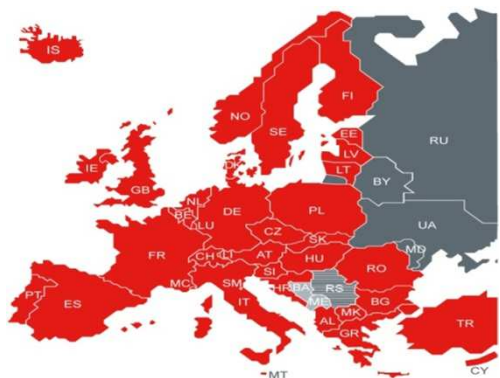 IS
NO
SE
FI
RU
EE
LV
LT
BY
IE
GB
DK
NL
BE
LU
DE
PL
UA
CZ
SK
MD
FR
CH
LI
AT
HU
RO
SI
HR
BA
RS
PT
ES
MC
SM
IT
ME
MK
BG
AL
GR
TR
MT
CY